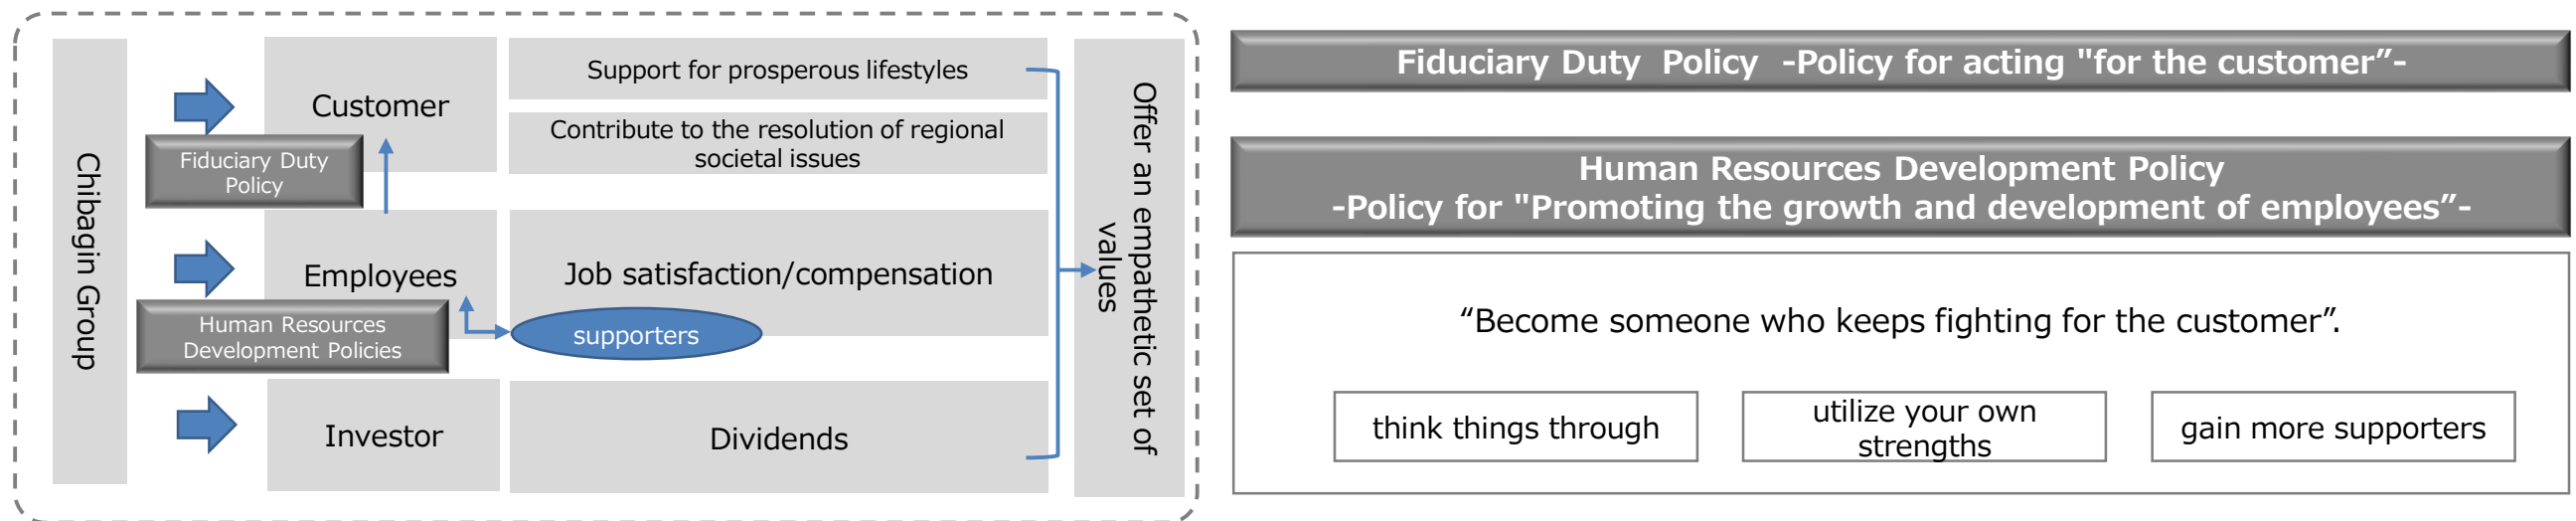 Chibagin Group
Customer
Fiduciary Duty
Policy
Support for prosperous lifestyles
Contribute to the resolution of regional
societal issues
Employees
Human Resources
Development Policies
Job satisfaction/compensation
supporters
Investor
Dividends
Offer an empathetic set of
values
Fiduciary Duty  Policy  -Policy for acting "for the customer”-
Human Resources Development Policy
-Policy for "Promoting the growth and development of employees”-
“Become someone who keeps fighting for the customer”.
think things through
utilize your own
strengths
gain more supporters